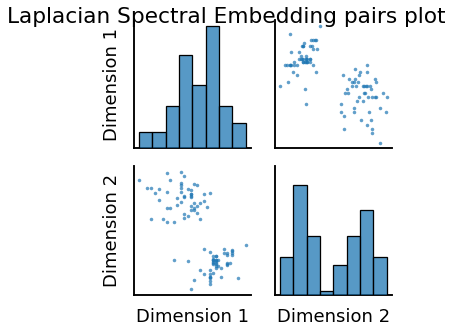 Laplacian Spectral Embedding pairs plot
Dimension 1
Dimension 2
Dimension 1
Dimension 2